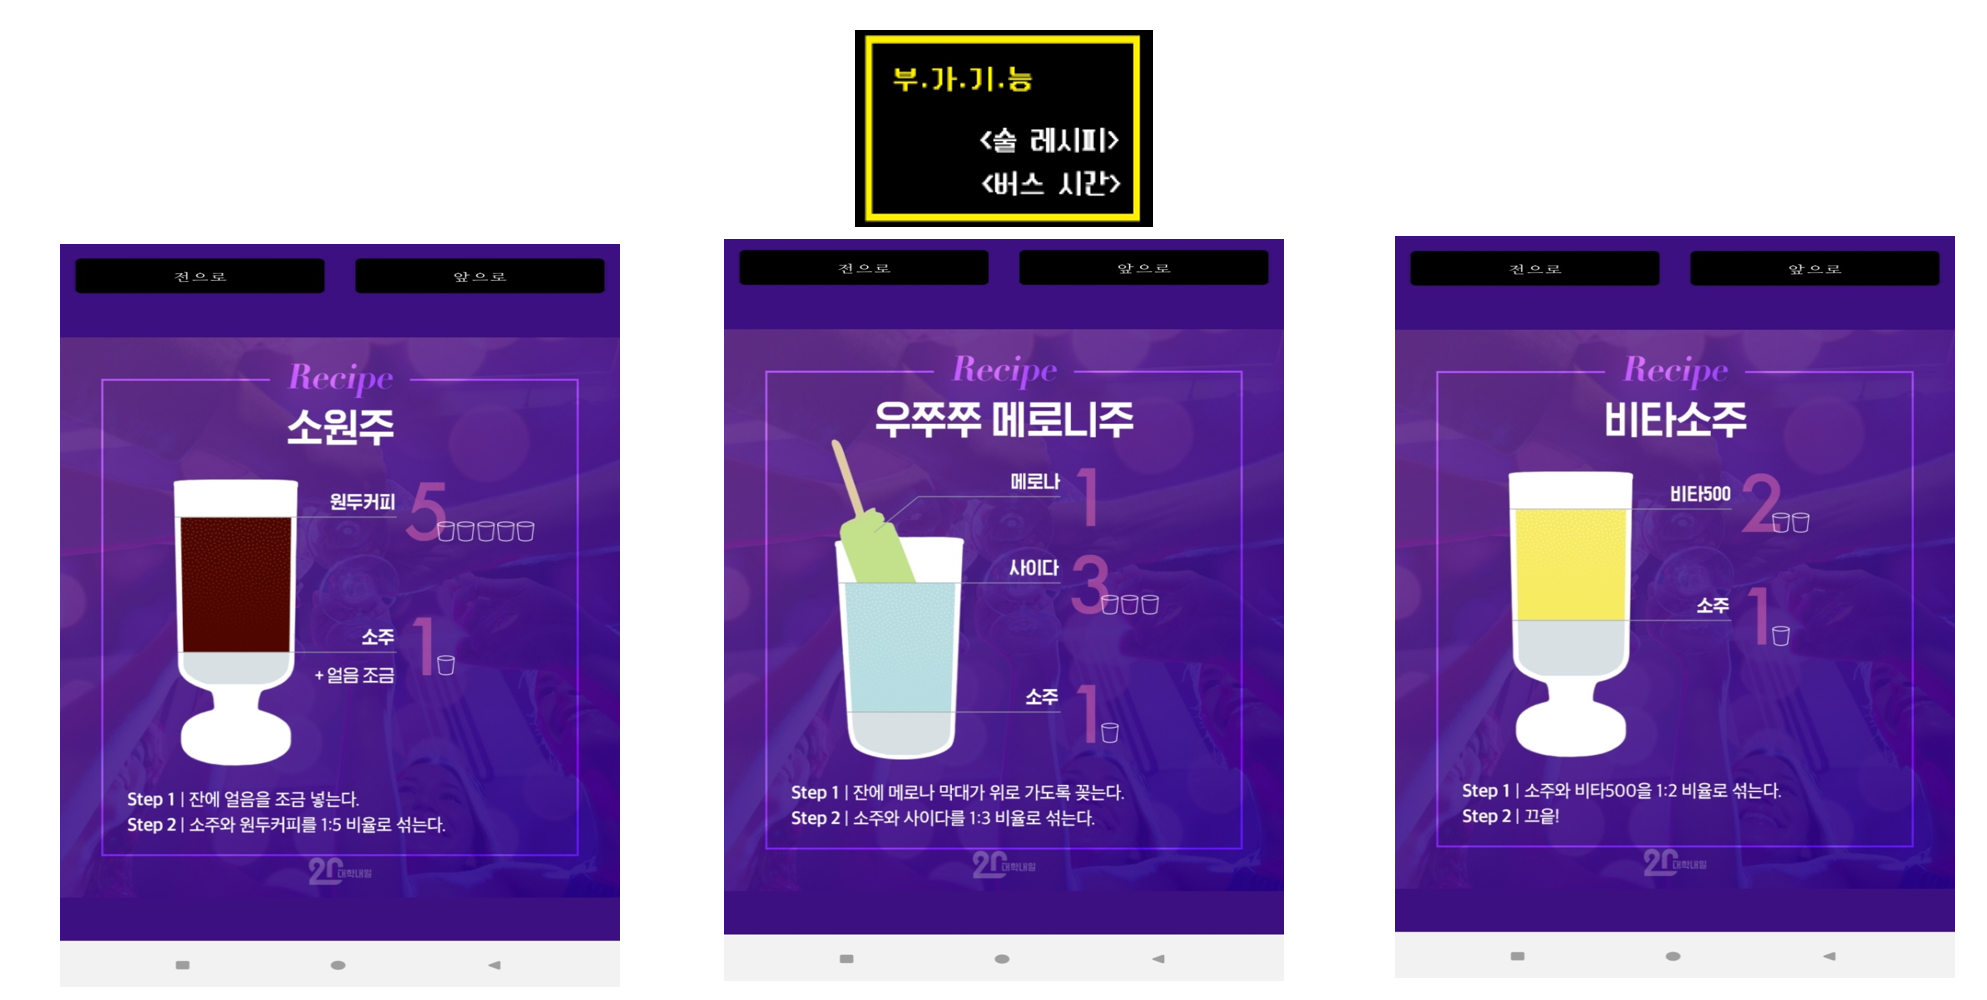 부.가.기.능
<술 레시피>
<버스 시간>
전으로
앞으로
Recipe
소원주
원두커피 5
소주 1
+ 얼음 조금
Step 1 | 잔에 얼음을 조금 넣는다.
Step 2 | 소주와 원두커피를 1:5 비율로 섞는다.
20 대학내일
전으로
앞으로
Recipe
우쭈쭈 메로니주
메로나 1
사이다 3
소주 1
Step 1 | 잔에 메로나 막대가 위로 가도록 꽂는다.
Step 2 | 소주와 사이다를 1:3 비율로 섞는다.
20 대학내일
전으로
앞으로
Recipe
비타소주
비타500 2
소주 1
Step 1 | 소주와 비타500을 1:2 비율로 섞는다.
Step 2 | 끄읕!
20 대학내일